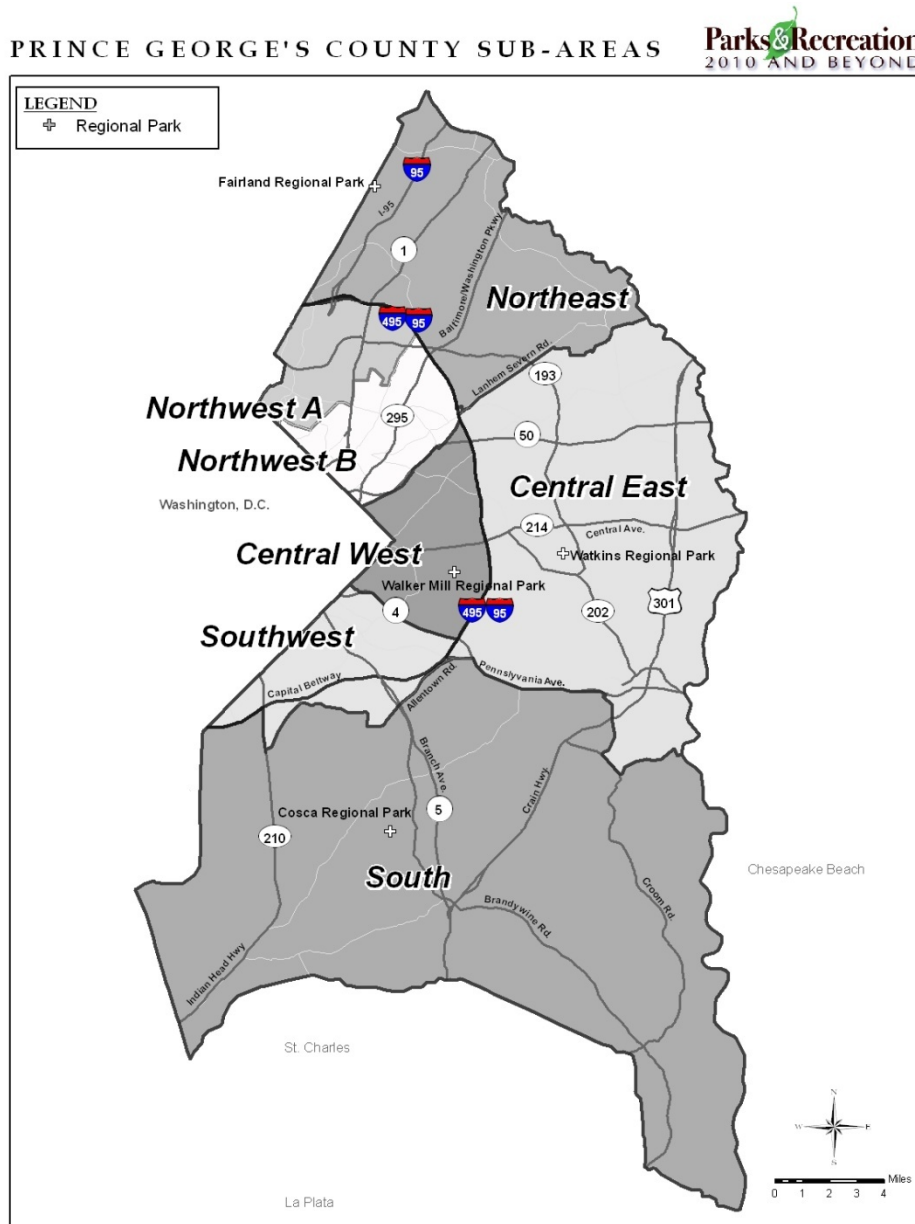 PRINCE GEORGE'S COUNTY SUB-AREAS
Parks & Recreation
2010 AND BEYOND
LEGEND
Regional Park
95
Fairland Regional Park
I-95
1
Baltimore/Washington Pkwy
Northeast
495 95
Lanhem Severn Rd.
193
Northwest A
295
50
Northwest B
Central East
Washington, D.C.
214
Central Ave.
Central West
Watkins Regional Park
Walker Mill Regional Park
4
495 95
202
301
Southwest
Pennslyvania Ave.
Capital Beltway
Allentown Rd.
Branch Ave.
Crain Hwy.
Cosca Regional Park
5
210
Chesapeake Beach
South
Croom Rd.
Brandywine Rd.
Indian Head Hwy
St. Charles
N
W
E
S
Miles
0 1 2 3 4
La Plata